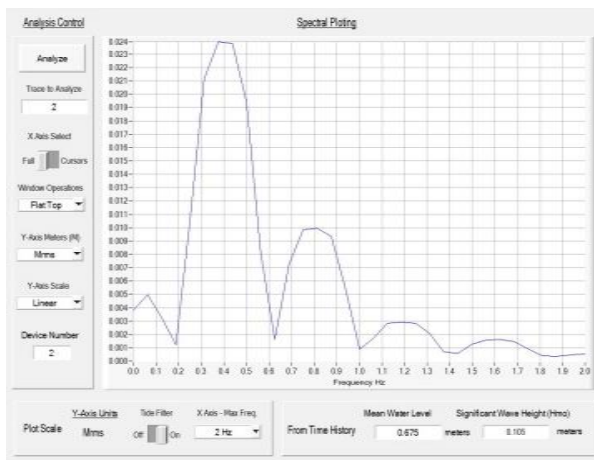 Analysis Control
Spectral Ploting
Analyze
Trace to Analyze
2
X Axis Select
Full
Cursors
Window Operations
Flat Top
Y-Axis Meters (M)
Mrms
Y-Axis Scale
Linear
Device Number
2
0.024
0.023
0.022
0.021
0.020
0.019
0.018
0.017
0.016
0.015
0.014
0.013
0.012
0.011
0.010
0.009
0.008
0.007
0.006
0.005
0.004
0.003
0.002
0.001
0.000
0.0 0.1 0.2 0.3 0.4 0.5 0.6 0.7 0.8 0.9 1.0 1.1 1.2 1.3 1.4 1.5 1.6 1.7 1.8 1.9 2.0
Frequency Hz
Plot Scale
Y-Axis Units
Mrms
Tide Filter
Off
On
X Axis - Max Freq.
2 Hz
From Time History
Mean Water Level
0.675
meters
Significant Wave Height (Hmo)
0.105
meters